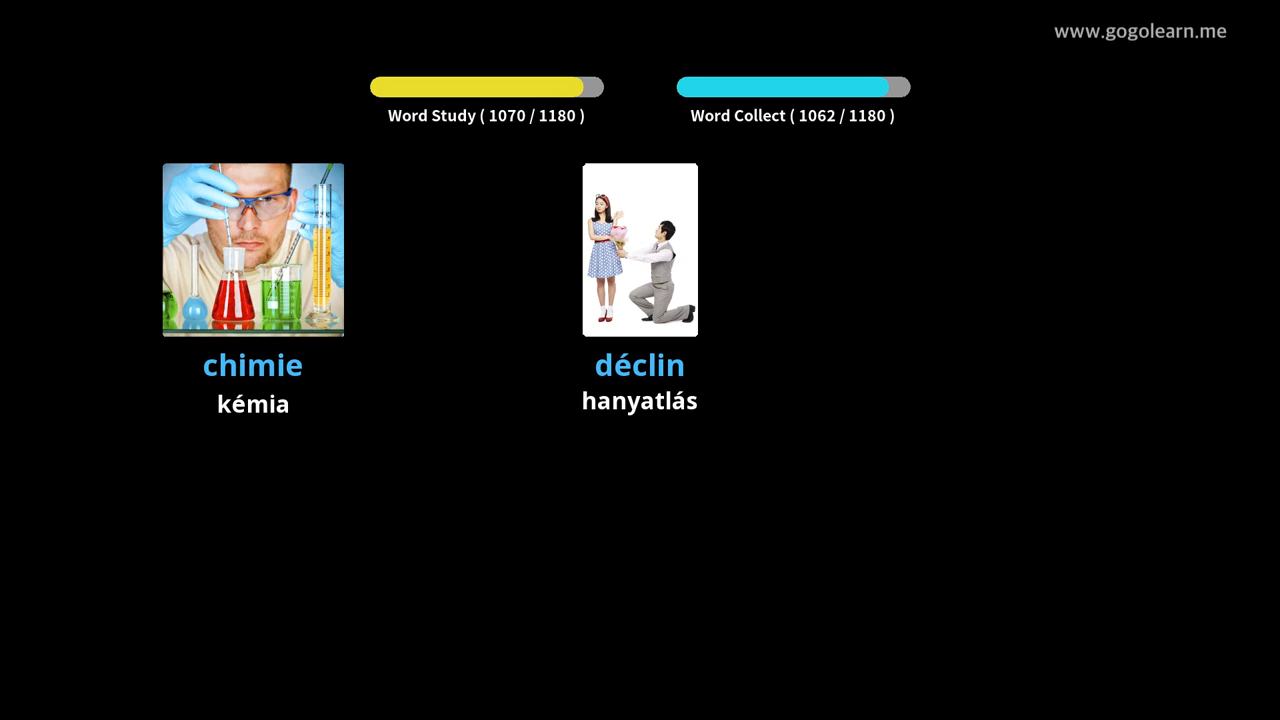 www.gogolearn.me
Word Study ( 1070 / 1180 )
Word Collect ( 1062 / 1180 )
chimie
kémia
déclin
hanyatlás